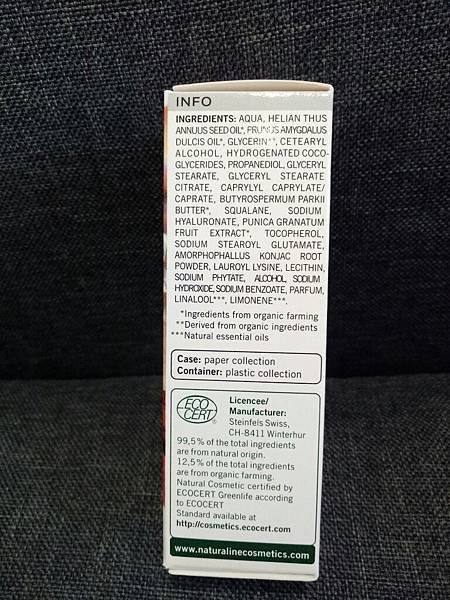 INFO
INGREDIENTS: AQUA, HELIAN THUS
ANNUUS SEED OIL*, PRUNUS AMYGDALUS
DULCIS OIL*, GLYCERIN**, CETEARYL
ALCOHOL, HYDROGENATED COCO-
GLYCERIDES, PROPANEDIOL, GLYCERYL
STEARATE, GLYCERYL STEARATE
CITRATE, CAPRYLYL CAPRYLATE/
CAPRATE, BUTYROSPERMUM PARKII
BUTTER*, SQUALANE, SODIUM
HYALURONATE, PUNICA GRANATUM
FRUIT EXTRACT*, TOCOPHEROL,
SODIUM STEAROYL GLUTAMATE,
AMORPHOPHALLUS KONJAC ROOT
POWDER, LAUROYL LYSINE, LECITHIN,
SODIUM PHYTATE, ALCOHOL, SODIUM
HYDROXIDE, SODIUM BENZOATE, PARFUM,
LINALOOL***, LIMONENE***.
*Ingredients from organic farming
**Derived from organic ingredients
***Natural essential oils
Case: paper collection
Container: plastic collection
ECO
CERT
®
Licencee/
Manufacturer:
Steinfels Swiss,
CH-8411 Winterhur
99,5% of the total ingredients
are from natural origin.
12,5% of the total ingredients
are from organic farming.
Natural Cosmetic certified by
ECOCERT Greenlife according
to ECOCERT
Standard available at
http://cosmetics.ecocert.com
www.naturalinecosmetics.com